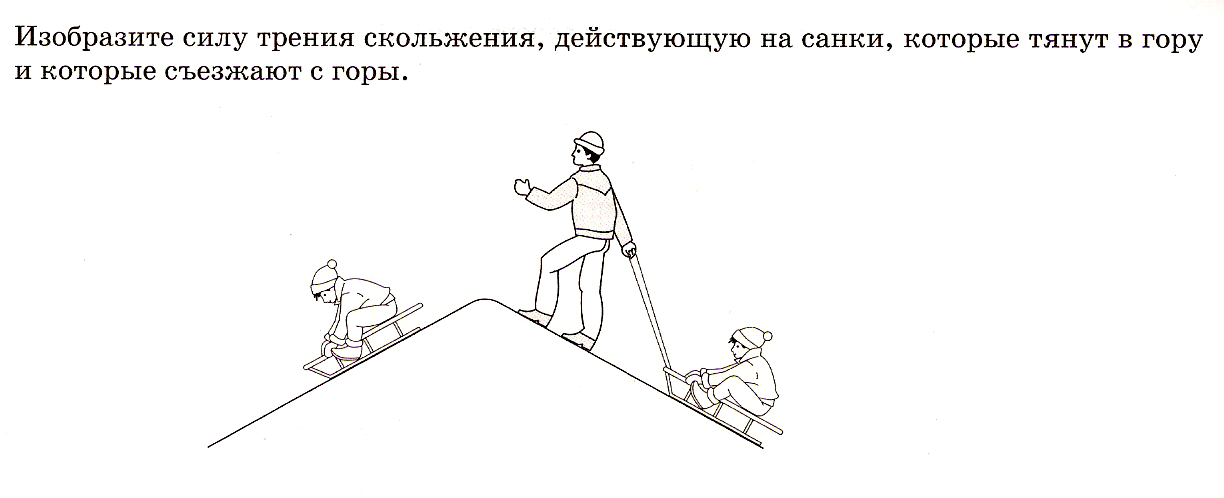 Изобразите силу трения скольжения, действующую на санки, которые тянут в гору
и которые съезжают с горы.